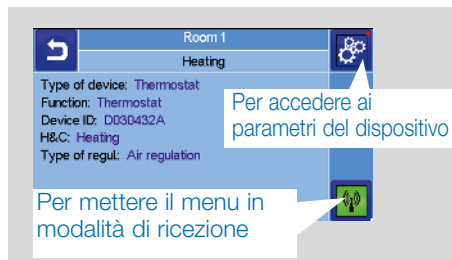 Room 1
Heating
Type of device: Thermostat
Function: Thermostat
Device ID: D030432A
H&C: Heating
Type of regul: Air regulation
Per accedere ai
parametri del dispositivo
Per mettere il menu in
modalità di ricezione